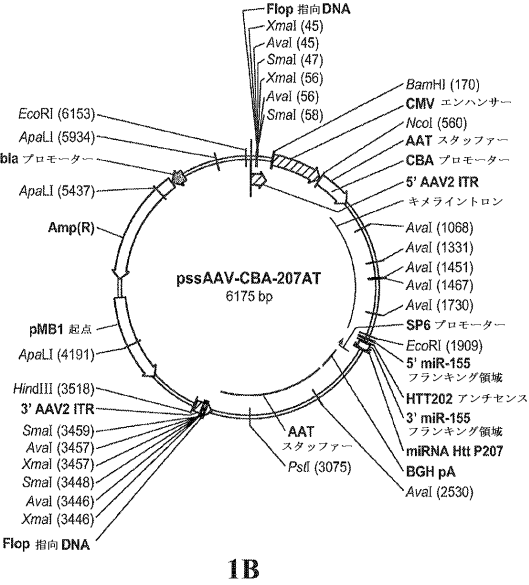 Flop 指向DNA
XmaI (45)
AvaI (45)
SmaI (47)
XmaI (56)
AvaI (56)
SmaI (58)
BamHI (170)
CMV エンハンサー
NcoI (560)
AAT スタッファー
CBA プロモーター
5' AAV2 ITR
キメライントロン
AvaI (1068)
AvaI (1331)
AvaI (1451)
AvaI (1467)
AvaI (1730)
SP6 プロモーター
EcoRI (1909)
5' miR-155
フランキング領域
HTT202 アンチセンス
3' miR-155
フランキング領域
miRNA Htt P207
BGH pA
AvaI (2530)
PstI (3075)
AAT
スタッファー
EcoRI (6153)
ApaLI (5934)
bla プロモーター
ApaLI (5437)
Amp(R)
pssAAV-CBA-207AT
6175 bp
pMB1 起点
ApaLI (4191)
HindIII (3518)
3' AAV2 ITR
SmaI (3459)
AvaI (3457)
XmaI (3457)
SmaI (3448)
AvaI (3446)
XmaI (3446)
Flop 指向DNA
1B